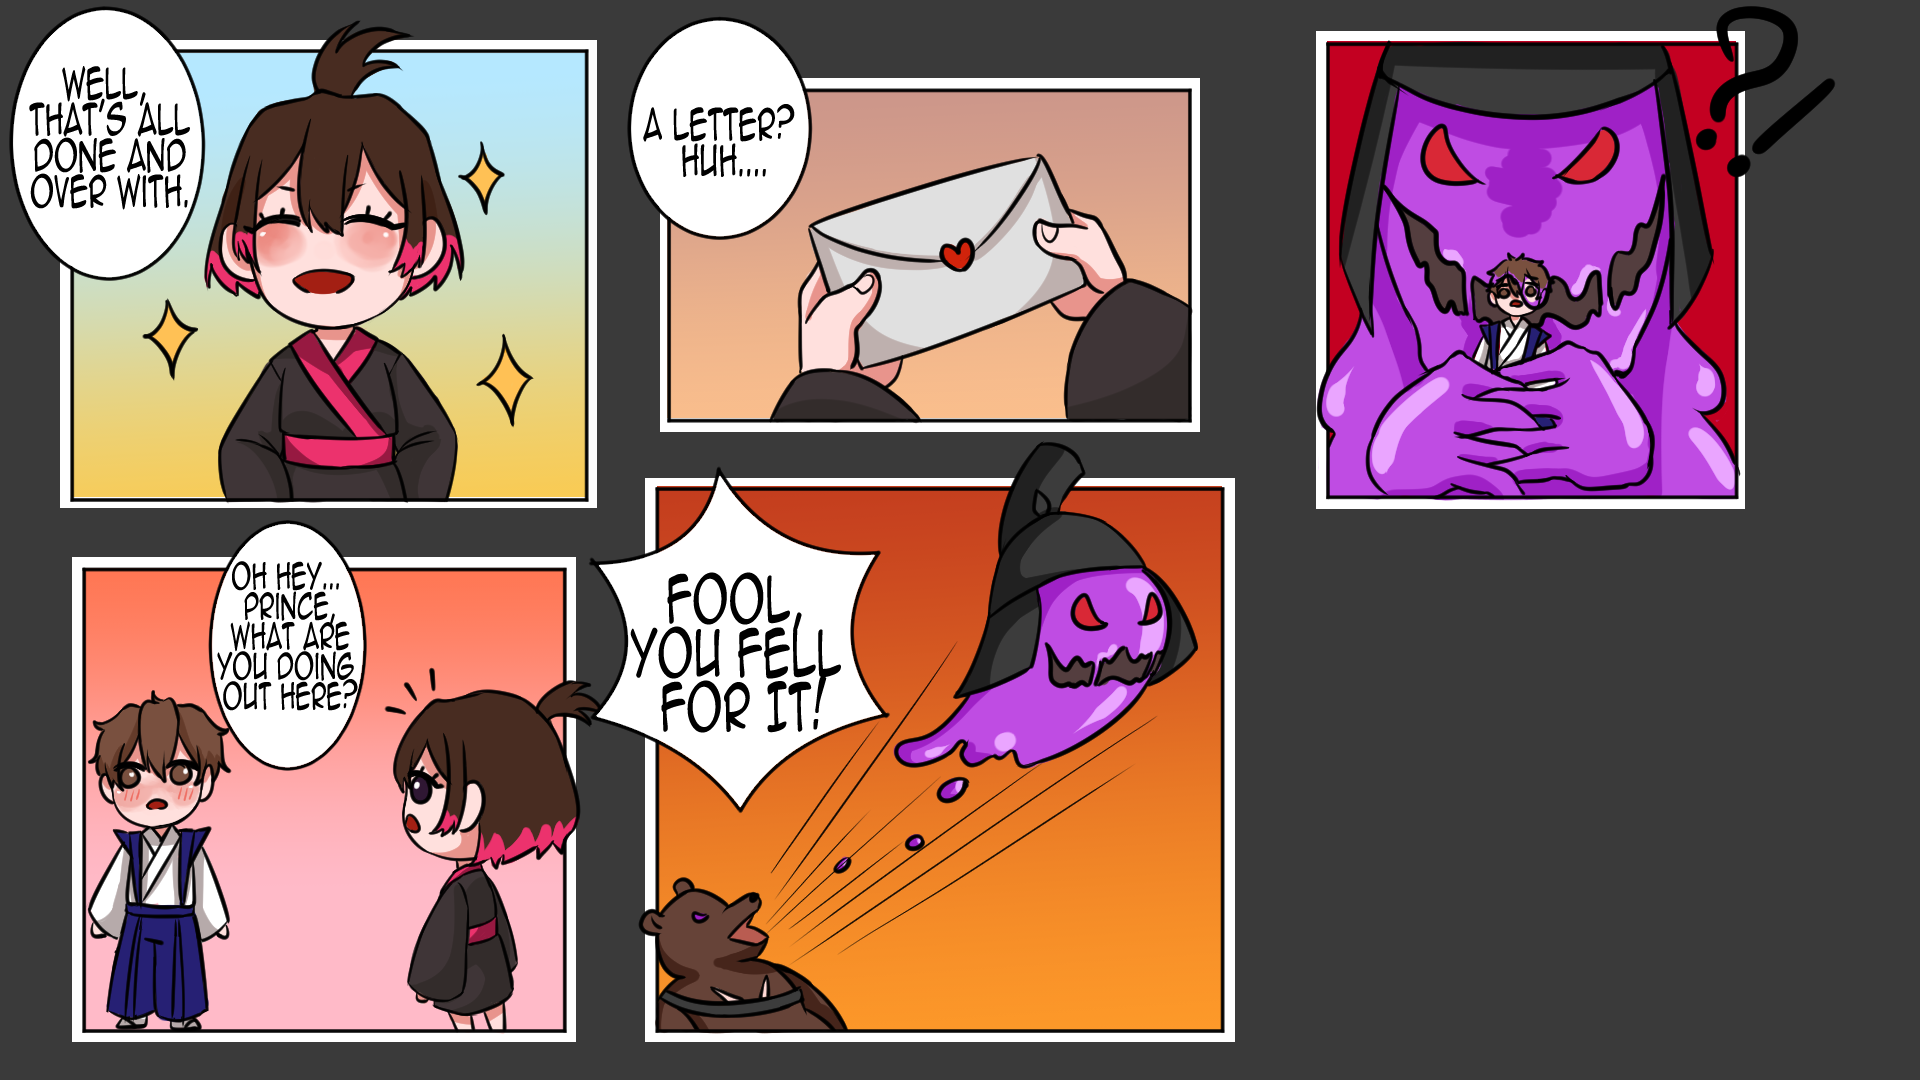 WELL,
THAT'S ALL
DONE AND
OVER WITH.
OH HEY...
PRINCE,
WHAT ARE
YOU DOING
OUT HERE?
A LETTER?
HUH....
FOOL,
YOU FELL
FOR IT!
?!